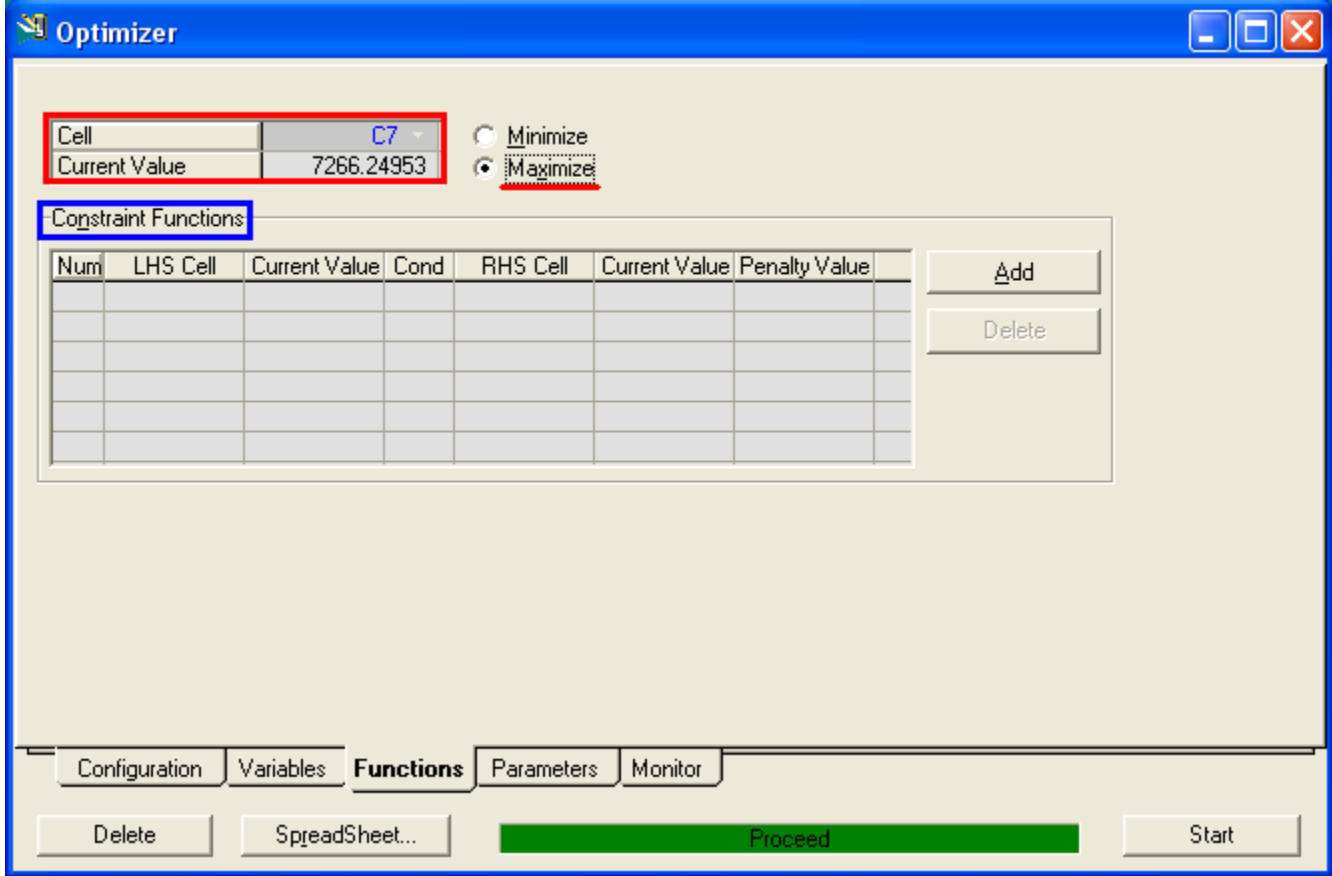 Optimizer
Cell C7
Minimize
Current Value 7266.24953
Maximize
Constraint Functions
Num LHS Cell Current Value Cond RHS Cell Current Value Penalty Value
Add
Delete
Configuration Variables Functions Parameters Monitor
Delete SpreadSheet... Proceed Start